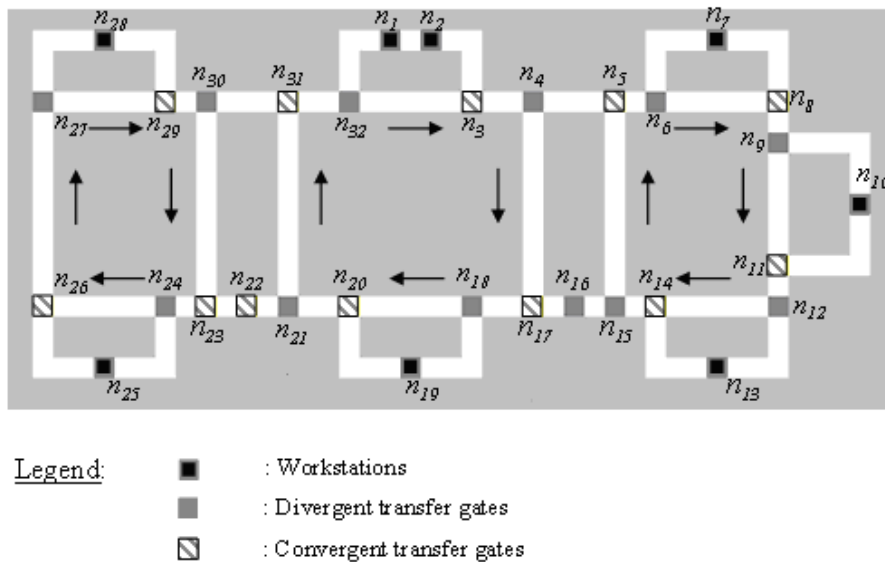 n28 n1 n2 n7
n30 n31 n4 n5 n8
n27 n29 n32 n3 n6 n9
n10
n26 n24 n22 n20 n18 n16 n14 n11
n23 n21 n17 n15 n12
n25 n19 n13
Legend:
: Workstations
: Divergent transfer gates
: Convergent transfer gates